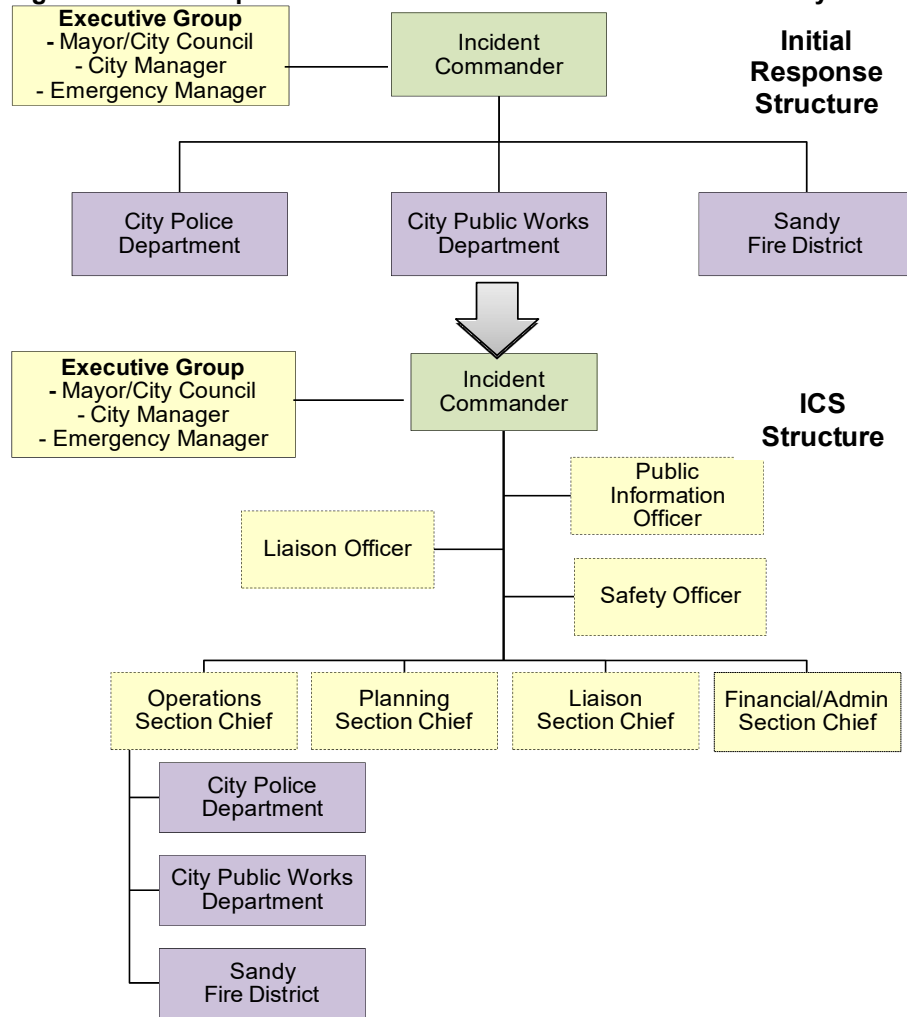 Executive Group
- Mayor/City Council
- City Manager
- Emergency Manager
Incident
Commander
Initial
Response
Structure
City Police
Department
City Public Works
Department
Sandy
Fire District
Executive Group
- Mayor/City Council
- City Manager
- Emergency Manager
Incident
Commander
ICS
Structure
Public
Information
Officer
Liaison Officer
Safety Officer
Operations
Section Chief
Planning
Section Chief
Liaison
Section Chief
Financial/Admin
Section Chief
City Police
Department
City Public Works
Department
Sandy
Fire District